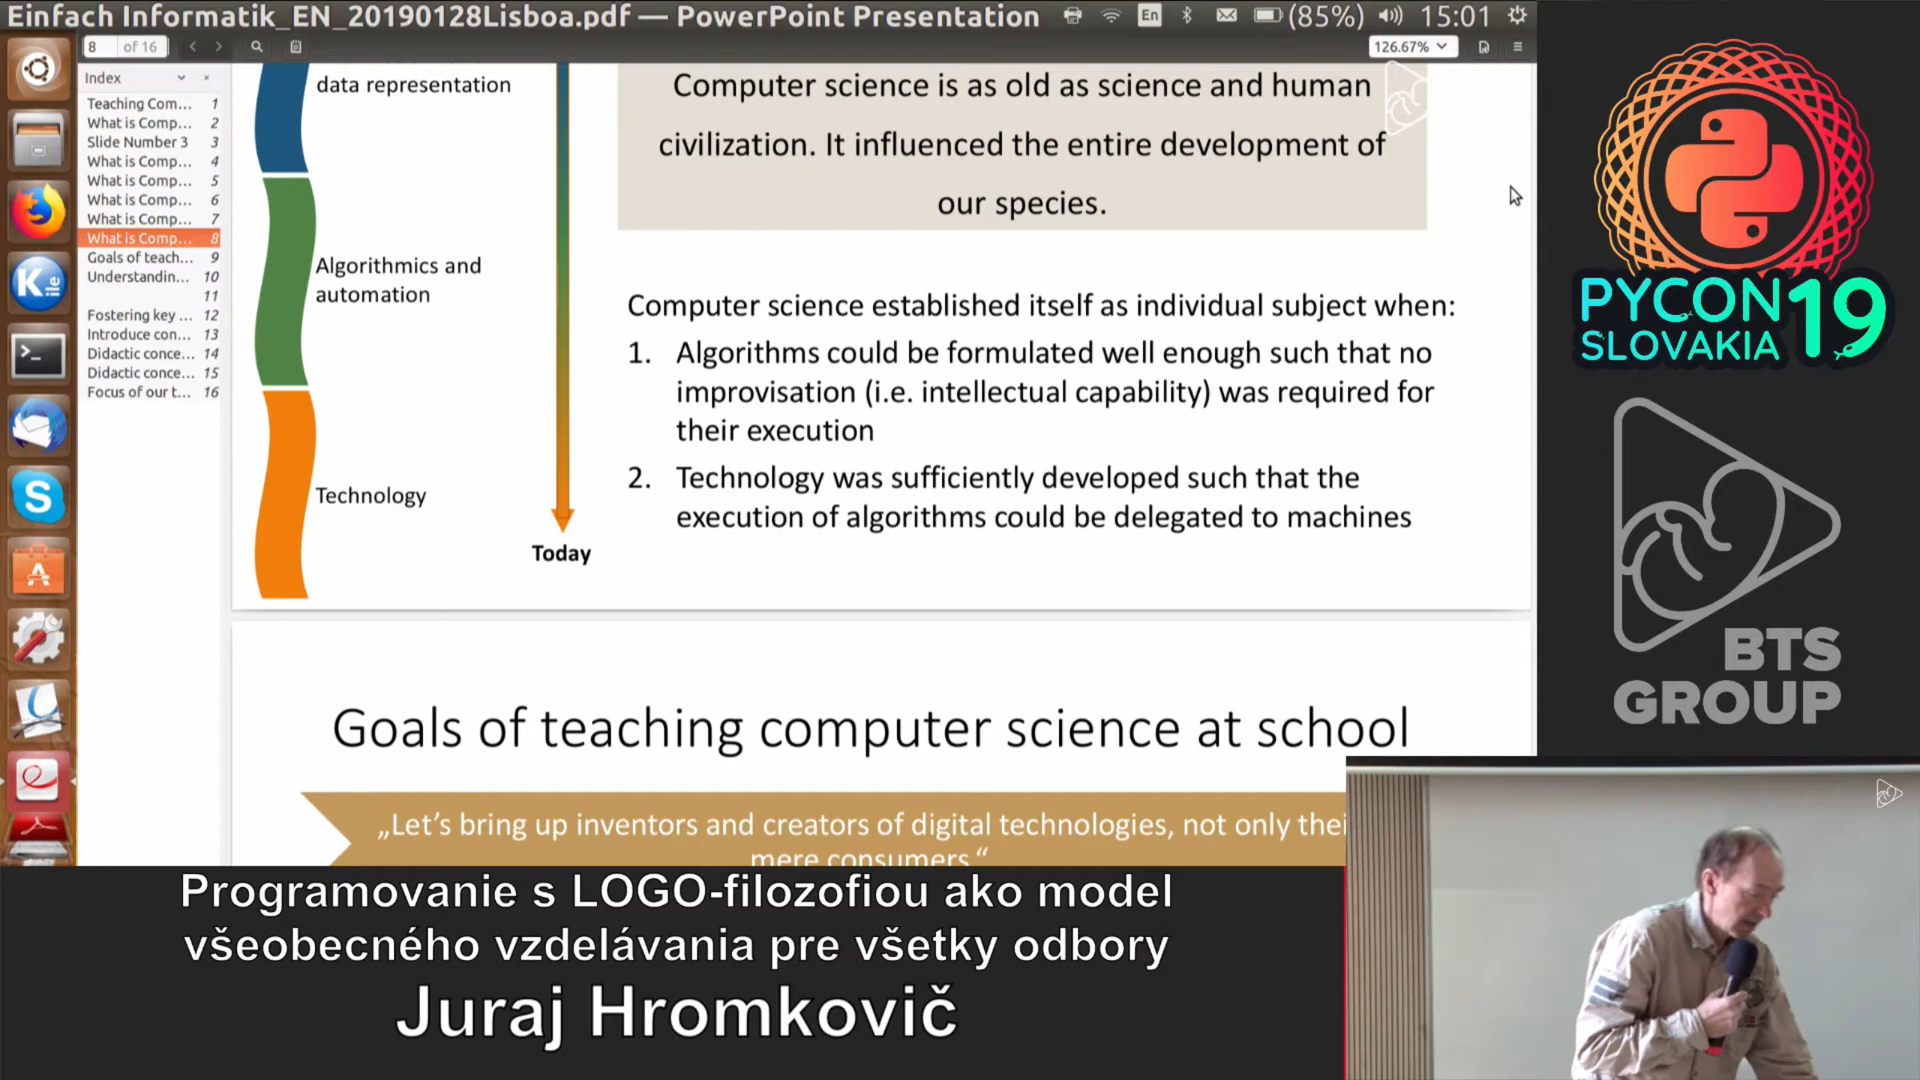 Einfach Informatik_EN_20190128Lisboa.pdf — PowerPoint Presentation
En
(85%)
15:01
8 of 16
126.67%
Index
Teaching Com... 1
What is Comp... 2
Slide Number 3 3
What is Comp... 4
What is Comp... 5
What is Comp... 6
What is Comp... 7
What is Comp... 8
Goals of teach... 9
Understandin... 10
11
Fostering key ... 12
Introduce con... 13
Didactic conce... 14
Didactic conce... 15
Focus of our t... 16
data representation
Algorithmics and
automation
Technology
Today
Computer science is as old as science and human
civilization. It influenced the entire development of
our species.
Computer science established itself as individual subject when:
1. Algorithms could be formulated well enough such that no
improvisation (i.e. intellectual capability) was required for
their execution
2. Technology was sufficiently developed such that the
execution of algorithms could be delegated to machines
Goals of teaching computer science at school
„Let's bring up inventors and creators of digital technologies, not only thei
mere consumers.“
PYCON
SLOVAKIA
19
BTS
GROUP
Programovanie s LOGO-filozofiou ako model
všeobecného vzdelávania pre všetky odbory
Juraj Hromkovič